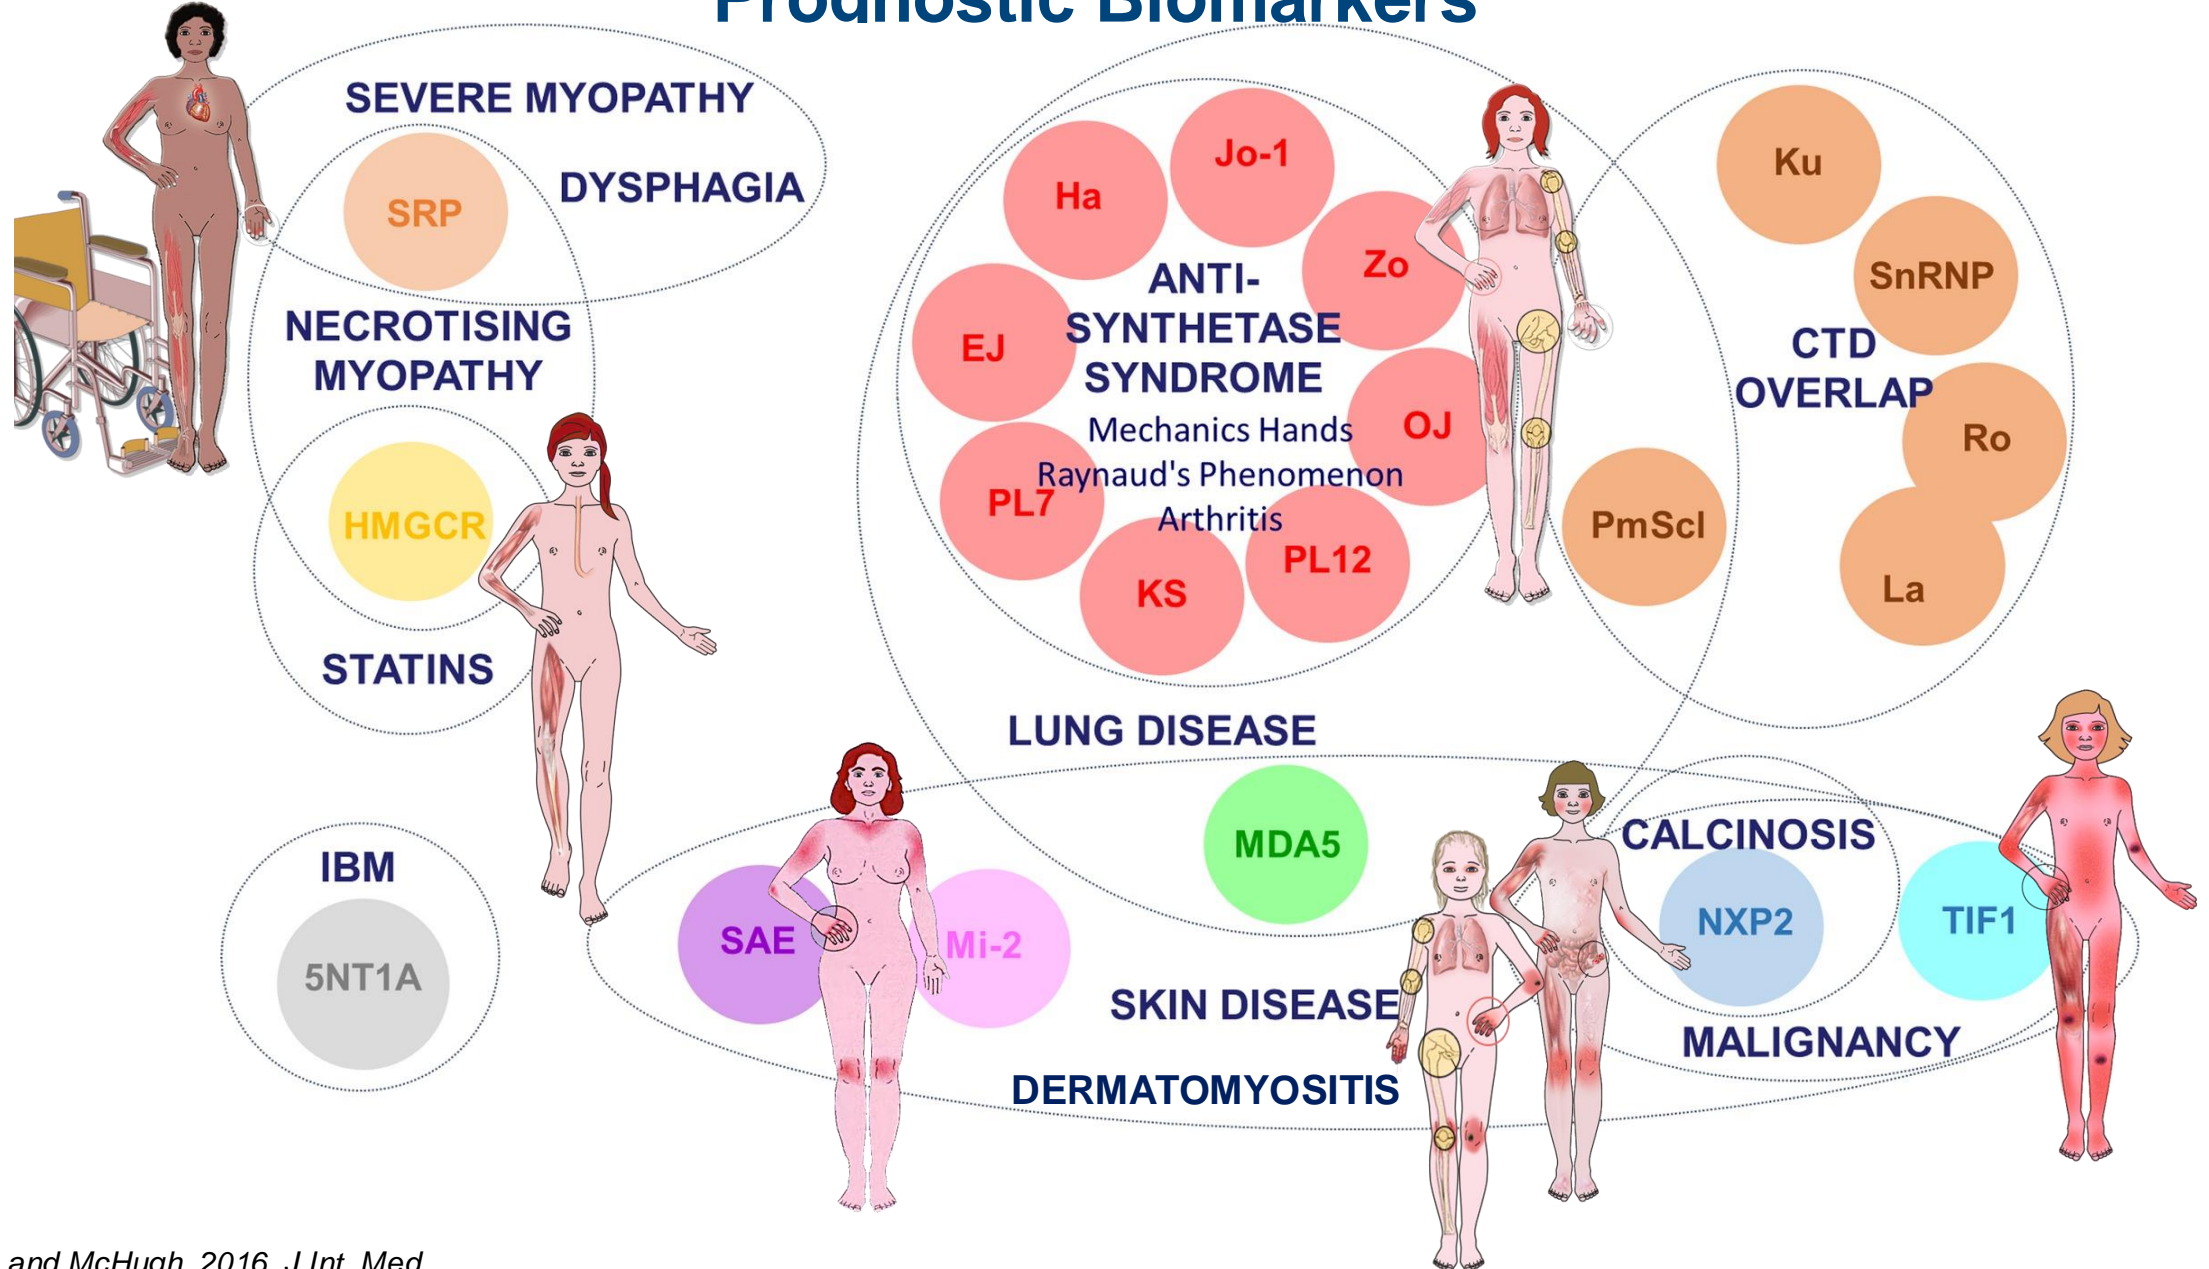 Prognostic Biomarkers
SEVERE MYOPATHY
DYSPHAGIA
SRP
NECROTISING
MYOPATHY
HMGCR
STATINS
IBM
5NT1A
Jo-1
Ha
Zo
EJ
ANTI-
SYNTHETASE
SYNDROME
Mechanics Hands
Raynaud's Phenomenon
Arthritis
OJ
PL7
PL12
KS
LUNG DISEASE
Ku
SnRNP
CTD
OVERLAP
Ro
PmScl
La
MDA5
SAE
Mi-2
SKIN DISEASE
DERMATOMYOSITIS
CALCINOSIS
NXP2
TIF1
MALIGNANCY
and McHugh, 2016, J Int. Med